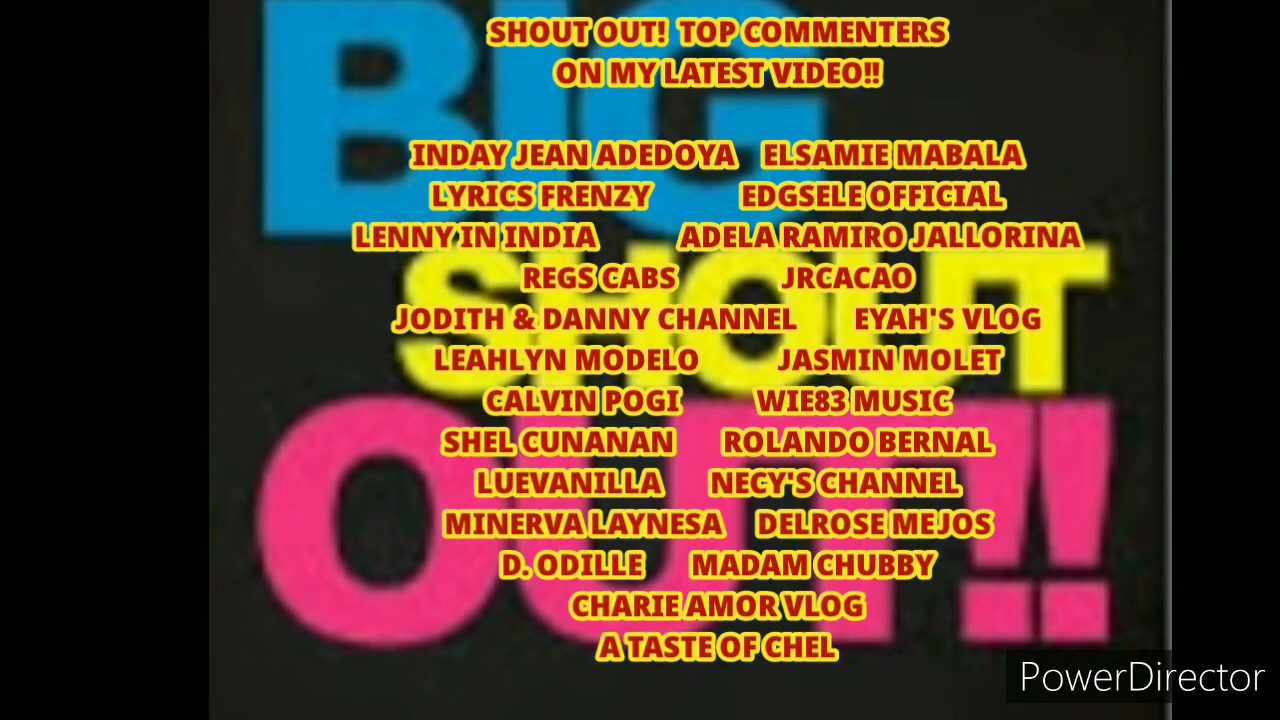 BIG
SHOUT
OUT!!
SHOUT OUT! TOP COMMENTERS
ON MY LATEST VIDEO!!
INDAY JEAN ADEDOYA ELSAMIE MABALA
LYRICS FRENZY EDGSELE OFFICIAL
LENNY IN INDIA ADELA RAMIRO JALLORINA
REGS CABS JRCACAO
JODITH & DANNY CHANNEL EYAH'S VLOG
LEAHLYN MODELO JASMIN MOLET
CALVIN POGI WIE83 MUSIC
SHEL CUNANAN ROLANDO BERNAL
LUEVANILLA NECY'S CHANNEL
MINERVA LAYNESA DELROSE MEJOS
D. ODILLE MADAM CHUBBY
CHARIE AMOR VLOG
A TASTE OF CHEL
PowerDirector